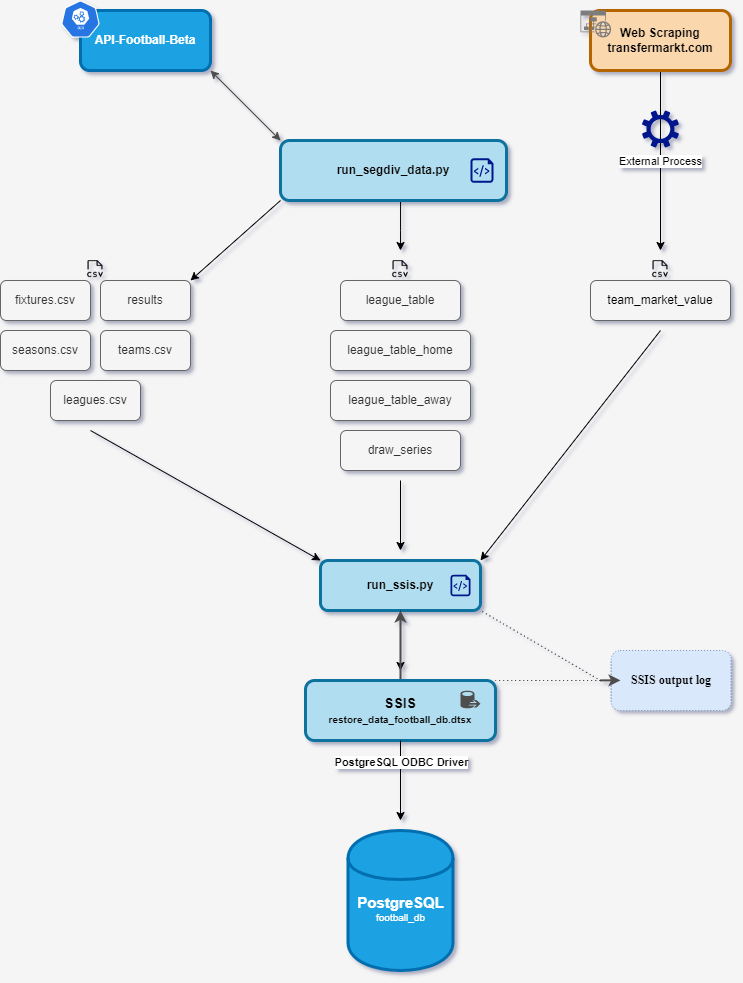 API-Football-Beta
Web Scraping
transfermarkt.com
run_segdiv_data.py
</>
External Process
CSV
CSV
CSV
fixtures.csv
results
league_table
team_market_value
seasons.csv
teams.csv
league_table_home
leagues.csv
league_table_away
draw_series
run_ssis.py
</>
SSIS
restore_data_football_db.dtsx
SSIS output log
PostgreSQL ODBC Driver
PostgreSQL
football_db